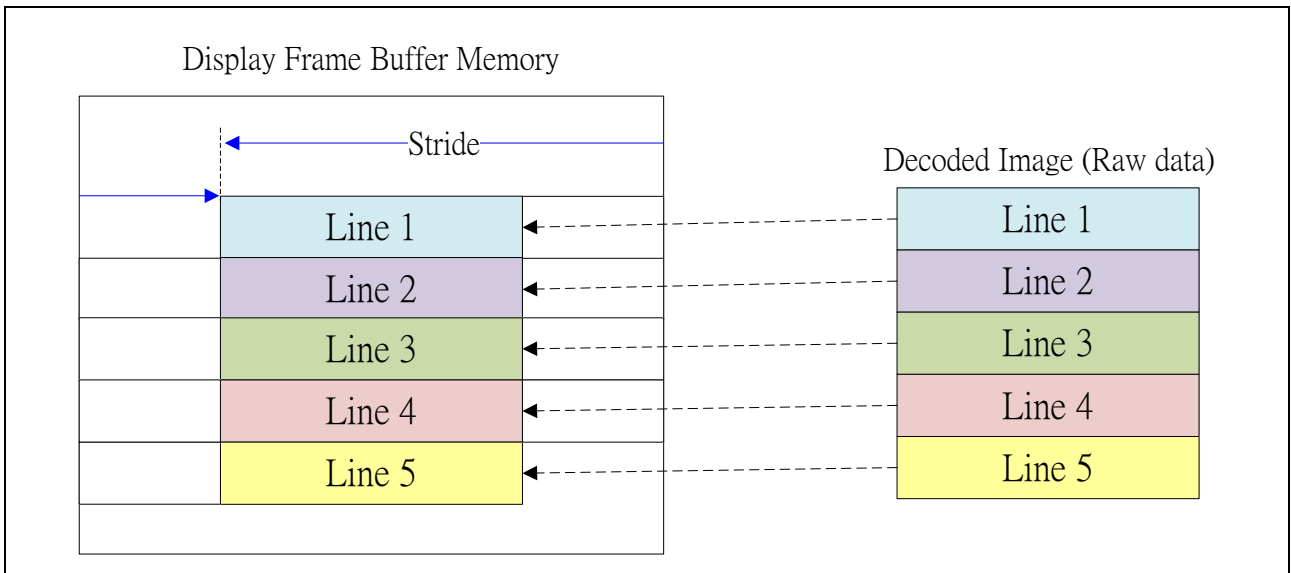 Display Frame Buffer Memory
Stride
Line 1
Line 2
Line 3
Line 4
Line 5
Decoded Image (Raw data)
Line 1
Line 2
Line 3
Line 4
Line 5